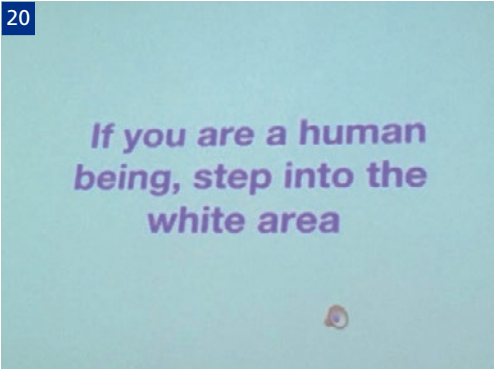 20
If you are a human
being, step into the
white area